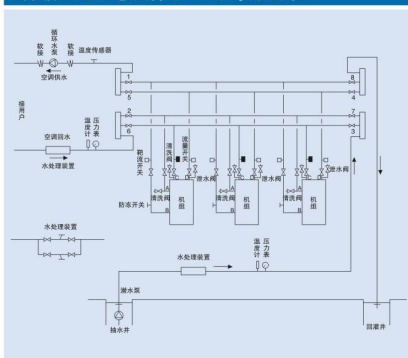 软接
循环水泵
软接
温度传感器
空调供水
接用户
1
5
2
6
8
4
7
3
温度计
压力表
空调回水
水处理装置
靶流开关
清洗阀
流量开关
泄水阀
泄水阀
泄水阀
A
清洗阀
B
机组
A
清洗阀
B
机组
A
清洗阀
B
机组
防冻开关
水处理装置
温度计
压力表
水处理装置
潜水泵
抽水井
回灌井